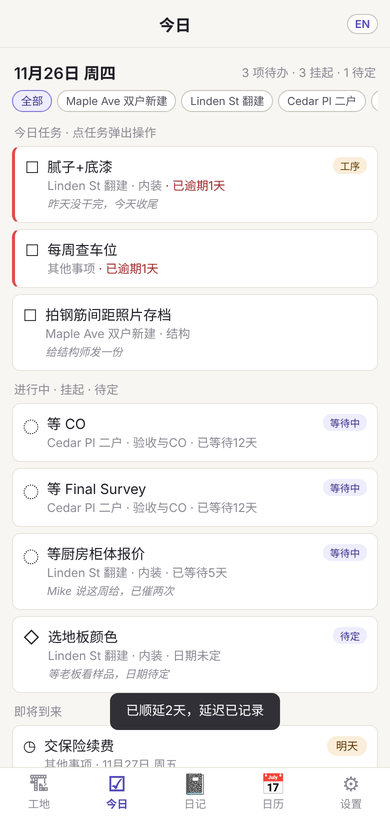 今日
EN
11月26日 周四
3 项待办 · 3 挂起 · 1 待定
全部
Maple Ave 双户新建
Linden St 翻建
Cedar Pl 二户
今日任务 · 点任务弹出操作
腻子+底漆
工序
Linden St 翻建 · 内装 · 已逾期1天
昨天没干完，今天收尾
每周查车位
其他事项 · 已逾期1天
拍钢筋间距照片存档
Maple Ave 双户新建 · 结构
给结构师发一份
进行中 · 挂起 · 待定
等 CO
等待中
Cedar Pl 二户 · 验收与CO · 已等待12天
等 Final Survey
等待中
Cedar Pl 二户 · 验收与CO · 已等待12天
等厨房柜体报价
等待中
Linden St 翻建 · 内装 · 已等待5天
Mike 说这周给，已催两次
选地板颜色
待定
Linden St 翻建 · 内装 · 日期未定
等老板看样品，日期待定
已顺延2天，延迟已记录
即将到来
交保险续费
明天
其他事项 · 11月27日 周五
工地
今日
日记
日历
设置